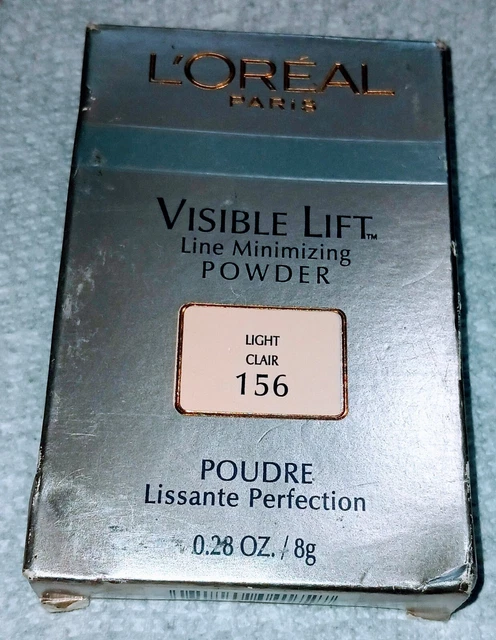 L'ORÉAL
PARIS
VISIBLE LIFT™
Line Minimizing
POWDER
LIGHT
CLAIR
156
POUDRE
Lissante Perfection
0.28 OZ. / 8g